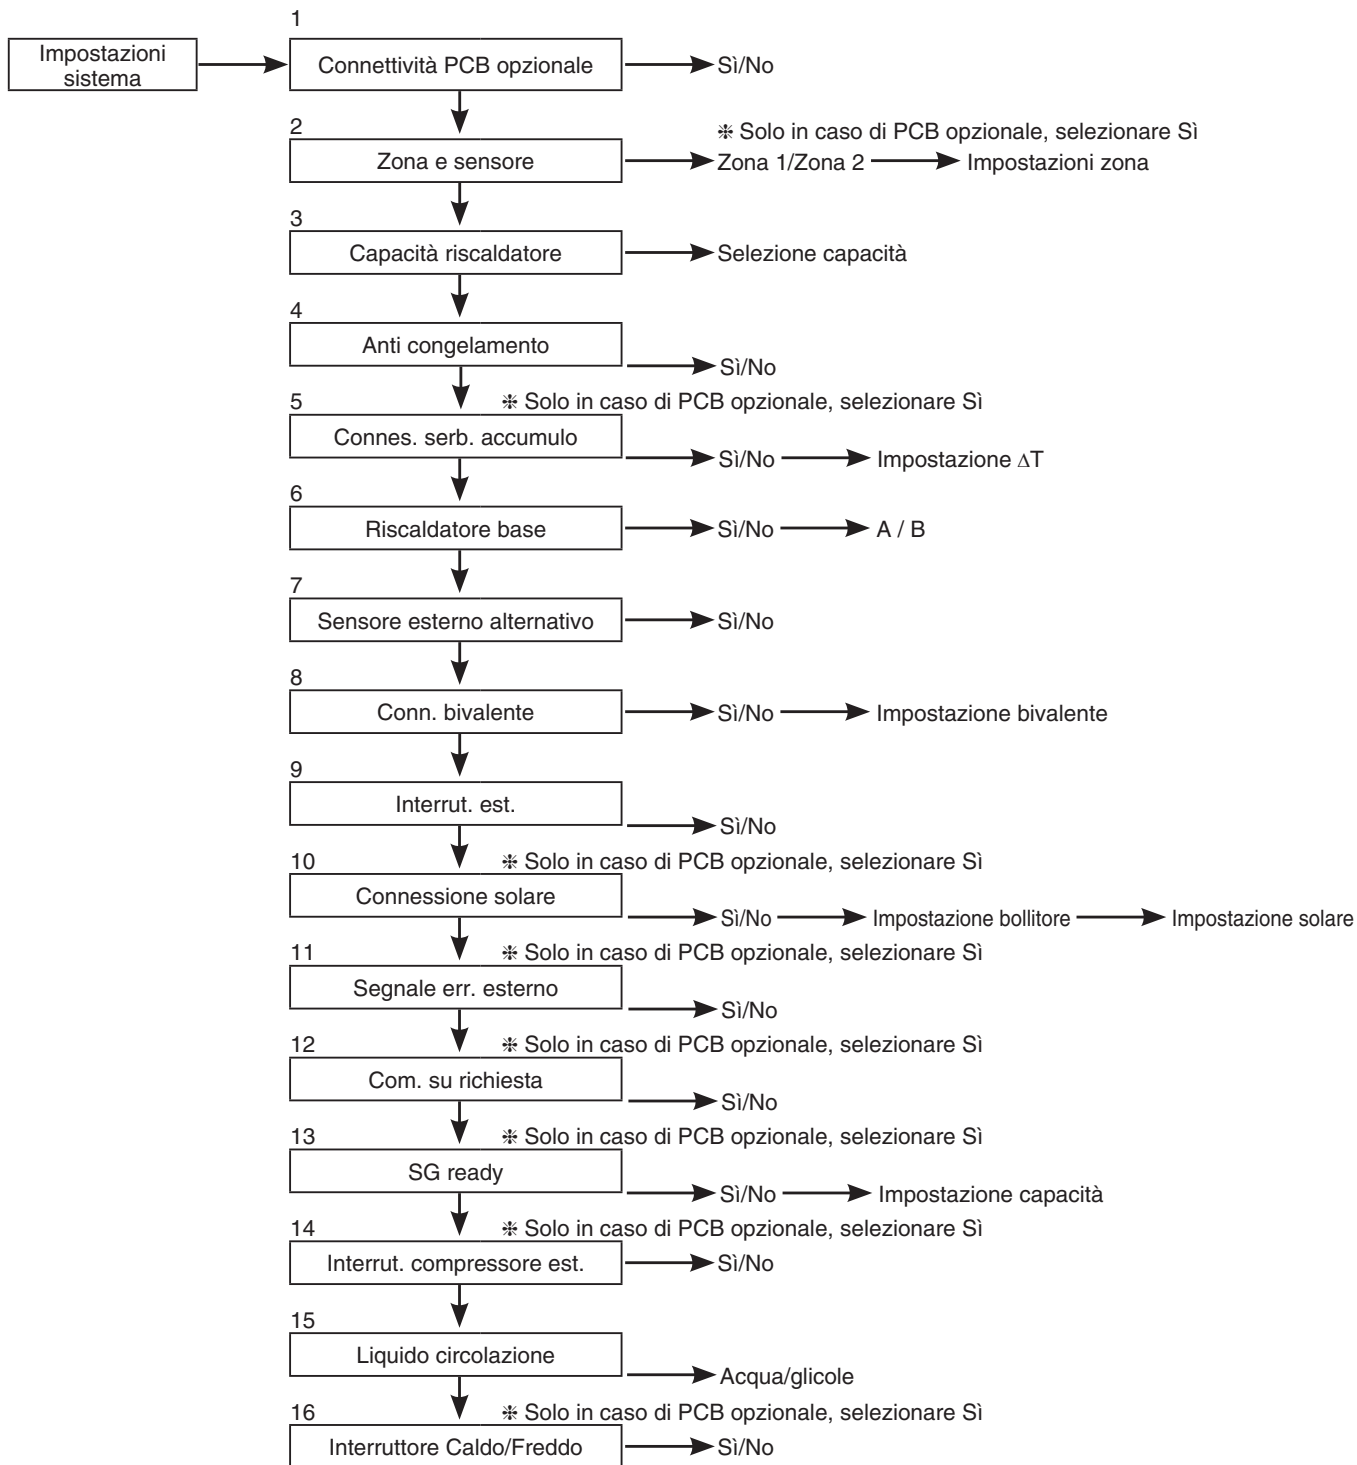 1
Impostazioni
sistema
Connettività PCB opzionale
Sì/No
2
❉ Solo in caso di PCB opzionale, selezionare Sì
Zona e sensore
Zona 1/Zona 2
Impostazioni zona
3
Capacità riscaldatore
Selezione capacità
4
Anti congelamento
Sì/No
5
❉ Solo in caso di PCB opzionale, selezionare Sì
Connes. serb. accumulo
Sì/No
Impostazione ΔT
6
Riscaldatore base
Sì/No
A / B
7
Sensore esterno alternativo
Sì/No
8
Conn. bivalente
Sì/No
Impostazione bivalente
9
Interrut. est.
Sì/No
10
❉ Solo in caso di PCB opzionale, selezionare Sì
Connessione solare
Sì/No
Impostazione bollitore
Impostazione solare
11
❉ Solo in caso di PCB opzionale, selezionare Sì
Segnale err. esterno
Sì/No
12
❉ Solo in caso di PCB opzionale, selezionare Sì
Com. su richiesta
Sì/No
13
❉ Solo in caso di PCB opzionale, selezionare Sì
SG ready
Sì/No
Impostazione capacità
14
❉ Solo in caso di PCB opzionale, selezionare Sì
Interrut. compressore est.
Sì/No
15
Liquido circolazione
Acqua/glicole
16
❉ Solo in caso di PCB opzionale, selezionare Sì
Interruttore Caldo/Freddo
Sì/No